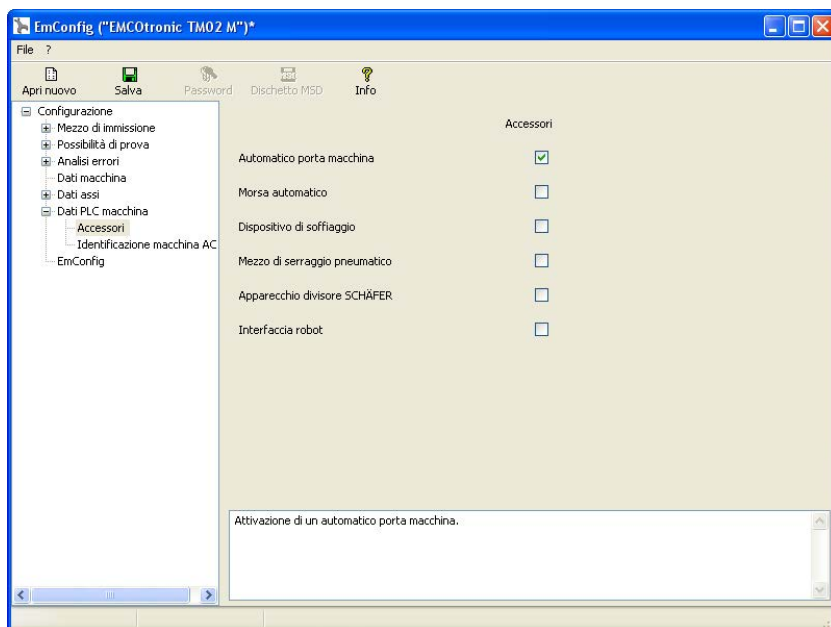 EmConfig ("EMCOtronic TM02 M")*
File ?
Apri nuovo Salva Password Dischetto MSD Info
Configurazione
Mezzo di immissione
Possibilità di prova
Analisi errori
Dati macchina
Dati assi
Dati PLC macchina
Accessori
Identificazione macchina AC
EmConfig
Accessori
Automatico porta macchina
Morsa automatico
Dispositivo di soffiaggio
Mezzo di serraggio pneumatico
Apparecchio divisore SCHÄFER
Interfaccia robot
Attivazione di un automatico porta macchina.